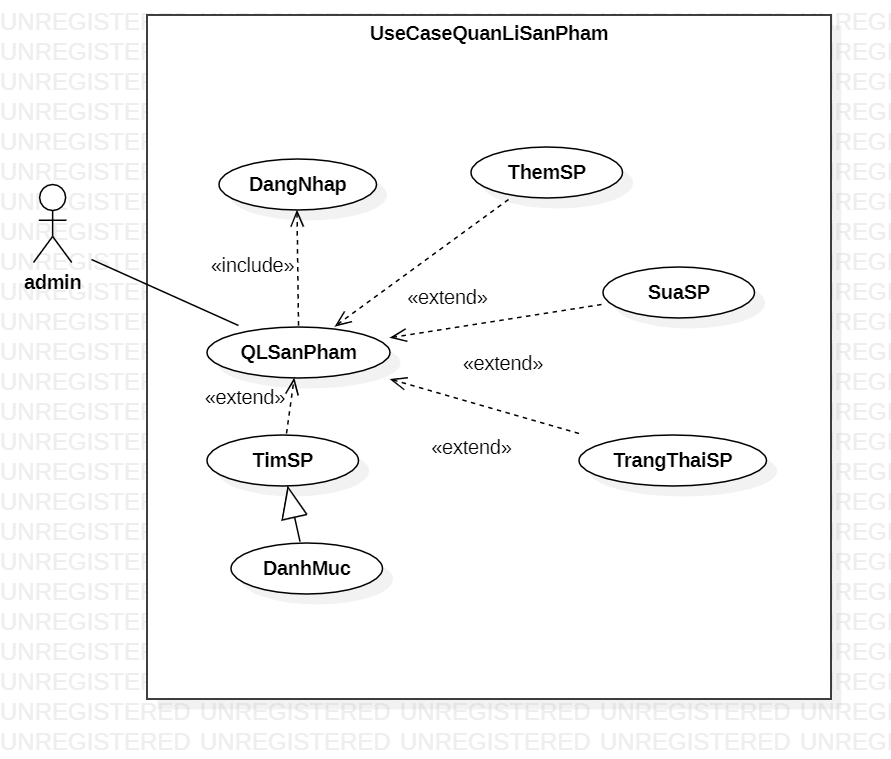 UseCaseQuanLiSanPham
DangNhap
ThemSP
«include»
admin
«extend»
SuaSP
QLSanPham
«extend»
«extend»
«extend»
TimSP
TrangThaiSP
DanhMuc
UNREGISTERED UNREGISTERED UNREGISTERED UNREGISTERED
UNREGISTERED UNREGISTERED UNREGISTERED UNREGISTERED